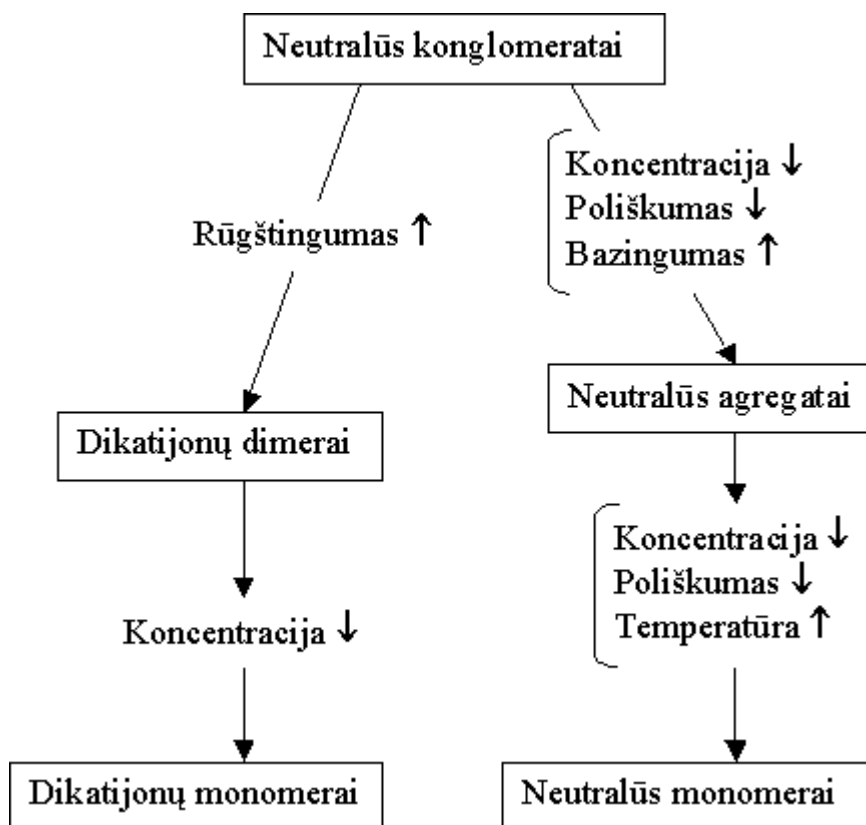 Neutralūs konglomeratai
Rūgštingumas ↑
Koncentracija ↓
Poliškumas ↓
Bazingumas ↑
Dikatijonų dimerai
Neutralūs agregatai
Koncentracija ↓
Koncentracija ↓
Poliškumas ↓
Temperatūra ↑
Dikatijonų monomerai
Neutralūs monomerai